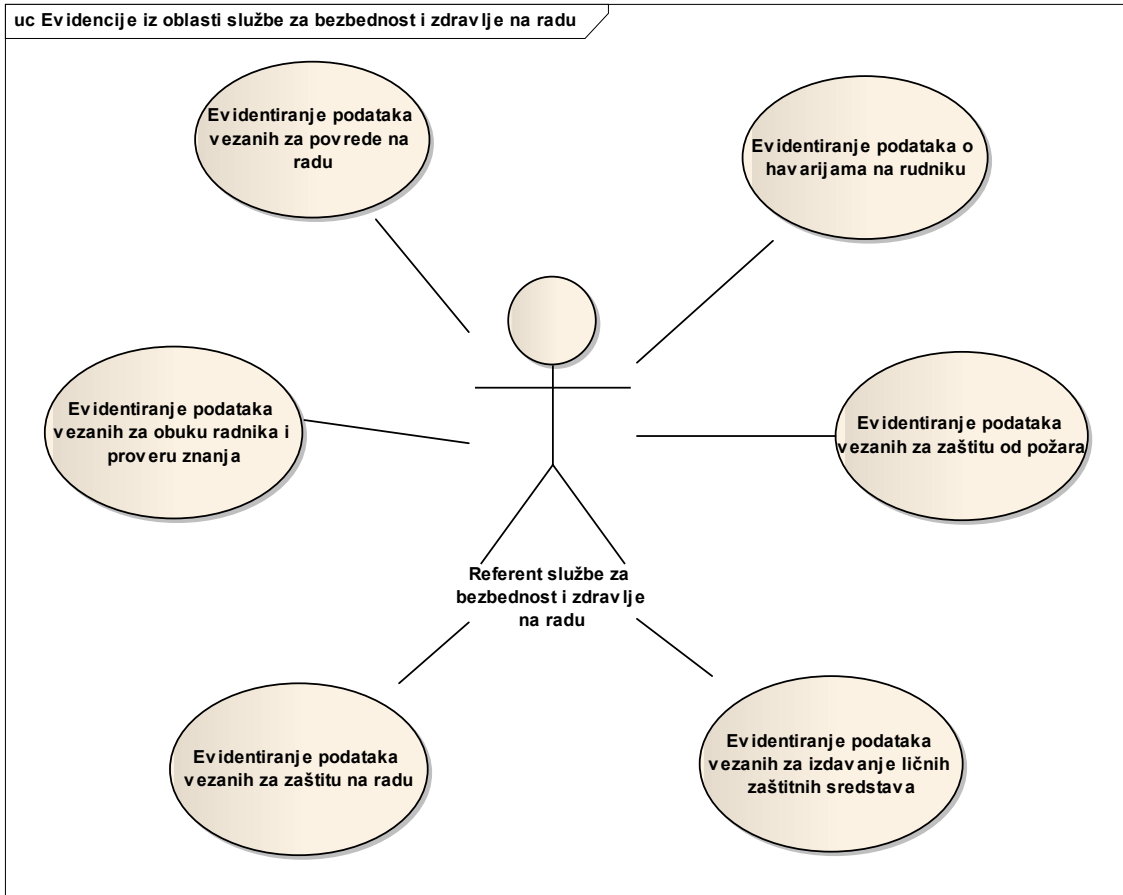 uc Evidencije iz oblasti službe za bezbednost i zdravlje na radu
Evidentiranje podataka
vezanih za povrede na
radu
Evidentiranje podataka o
havarijama na rudniku
Evidentiranje podataka
vezanih za obuku radnika i
proveru znanja
Evidentiranje podataka
vezanih za zaštitu od požara
Referent službe za
bezbednost i zdravlje
na radu
Evidentiranje podataka
vezanih za zaštitu na radu
Evidentiranje podataka
vezanih za izdavanje ličnih
zaštitnih sredstava